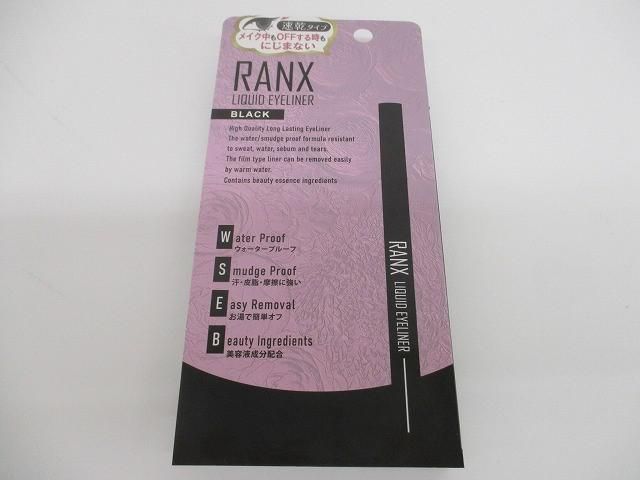 速乾タイプ
メイク中もOFFする時も
にじまない
RANX
LIQUID EYELINER
BLACK
High Quality Long Lasting EyeLiner
The water/smudge proof formula resistant
to sweat, water, sebum and tears.
The film type liner can be removed easily
by warm water.
Contains beauty essence ingredients
Water Proof
ウォータープルーフ
Smudge Proof
汗・皮脂・摩擦に強い
Easy Removal
お湯で簡単オフ
Beauty Ingredients
美容液成分配合
RANX LIQUID EYELINER